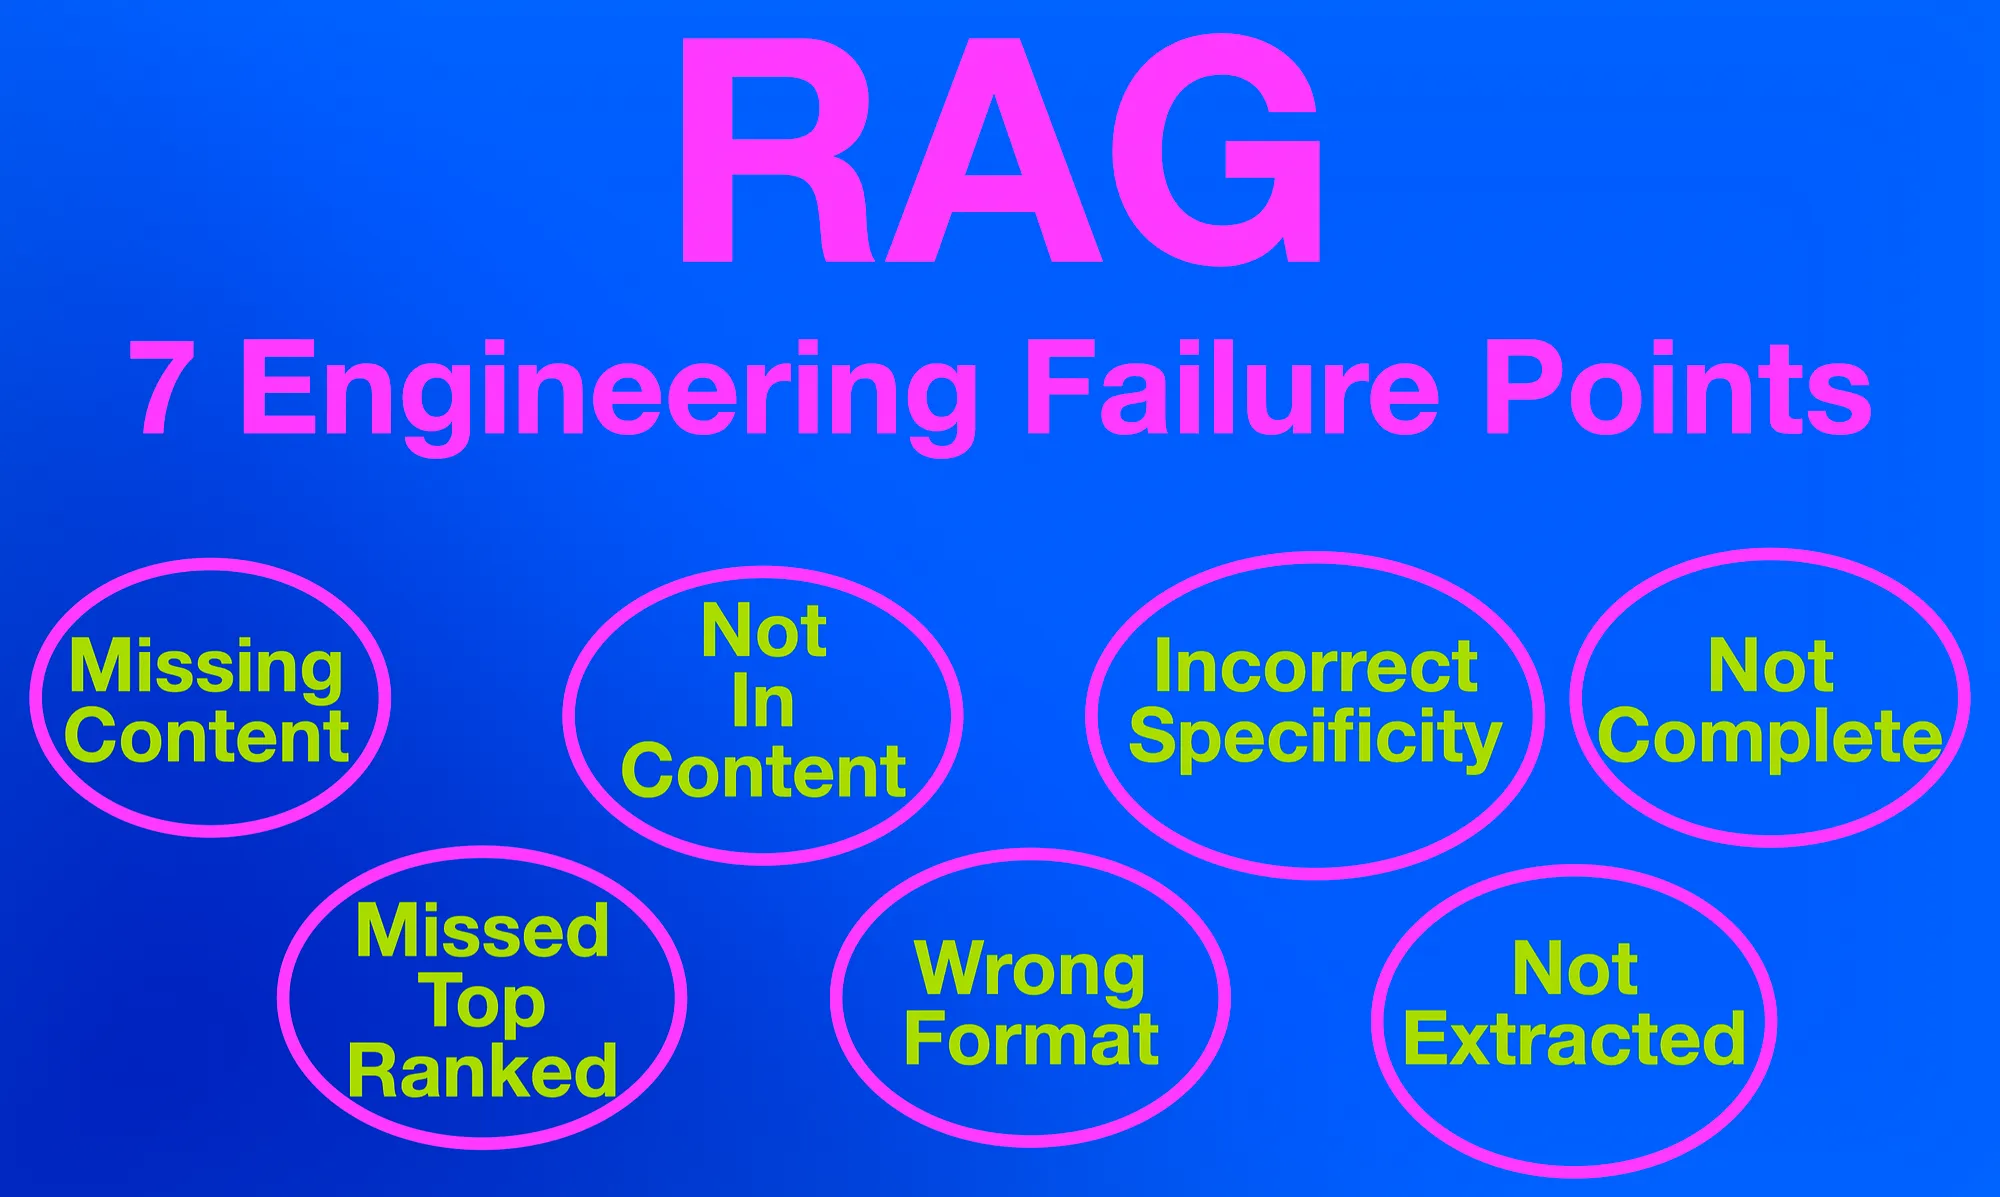 RAG
7 Engineering Failure Points
Missing
Content
Not
In
Content
Incorrect
Specificity
Not
Complete
Missed
Top
Ranked
Wrong
Format
Not
Extracted